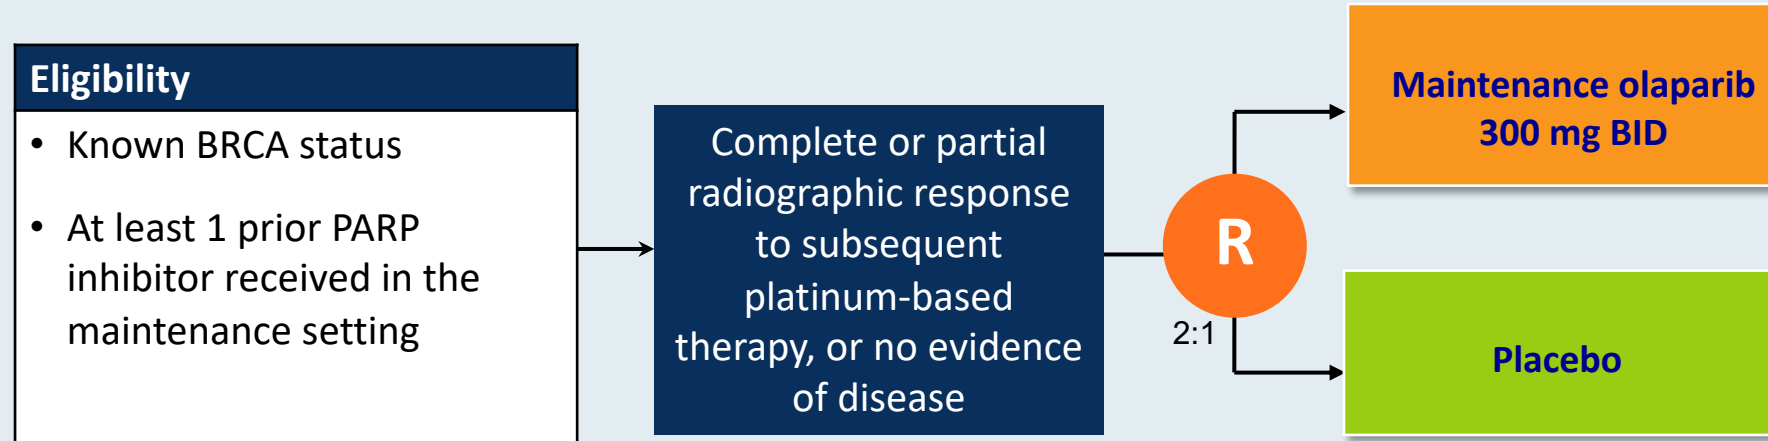 Eligibility
• Known BRCA status
• At least 1 prior PARP
inhibitor received in the
maintenance setting
Complete or partial
radiographic response
to subsequent
platinum-based
therapy, or no evidence
of disease
R
2:1
Maintenance olaparib
300 mg BID
Placebo